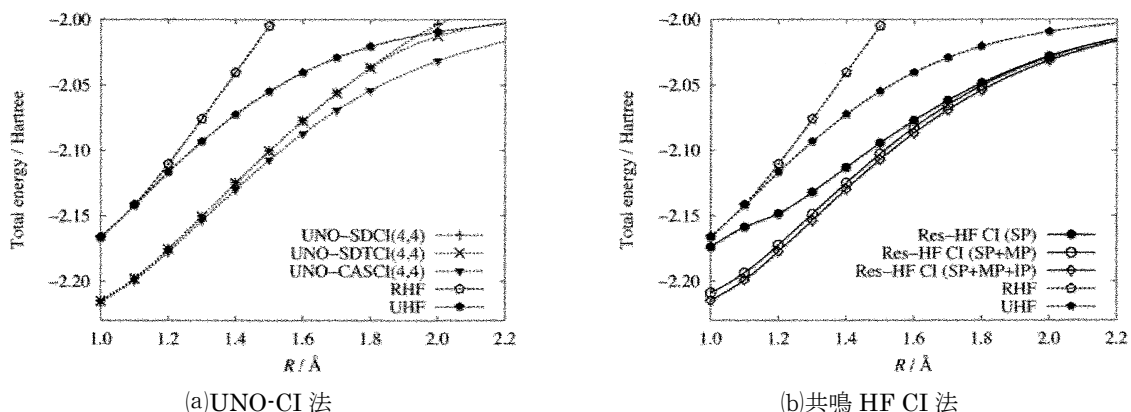 Total energy / Hartree
−2.00
−2.05
−2.10
−2.15
−2.20
1.0 1.2 1.4 1.6 1.8 2.0 2.2
R / Å
UNO−SDCI(4,4)
UNO−SDTCI(4,4)
UNO−CASCI(4,4)
RHF
UHF
(a)UNO-CI 法
Total energy / Hartree
−2.00
−2.05
−2.10
−2.15
−2.20
1.0 1.2 1.4 1.6 1.8 2.0 2.2
R / Å
Res−HF CI (SP)
Res−HF CI (SP+MP)
Res−HF CI (SP+MP+IP)
RHF
UHF
(b)共鳴 HF CI 法